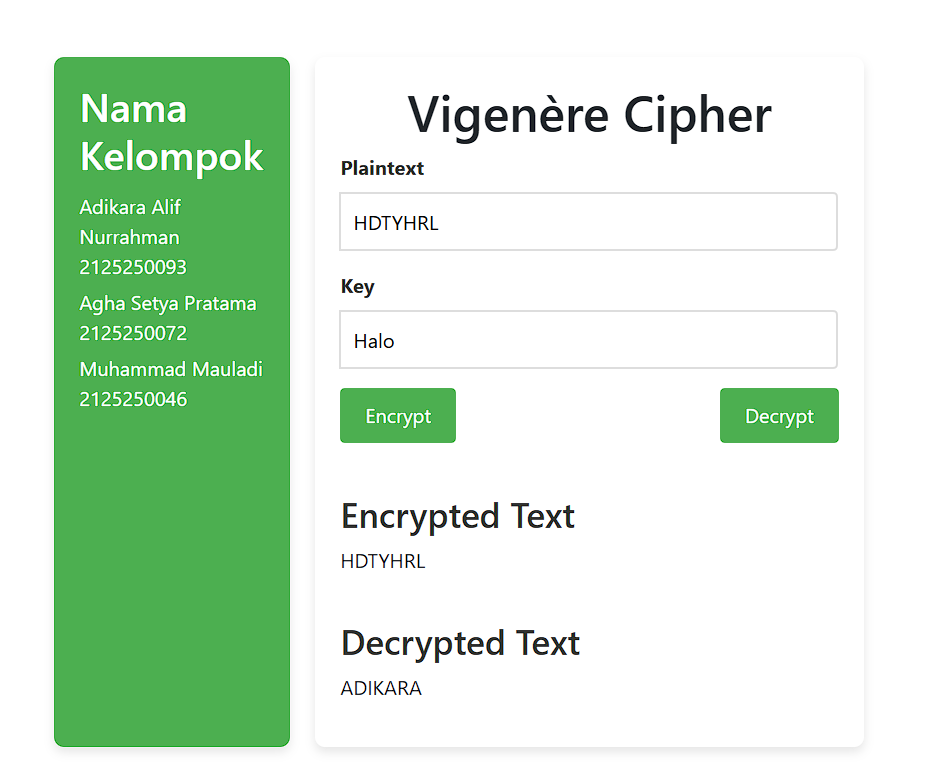 Nama
Kelompok
Adikara Alif
Nurrahman
2125250093
Agha Setya Pratama
2125250072
Muhammad Mauladi
2125250046
Vigenère Cipher
Plaintext
HDTYHRL
Key
Halo
Encrypt
Decrypt
Encrypted Text
HDTYHRL
Decrypted Text
ADIKARA